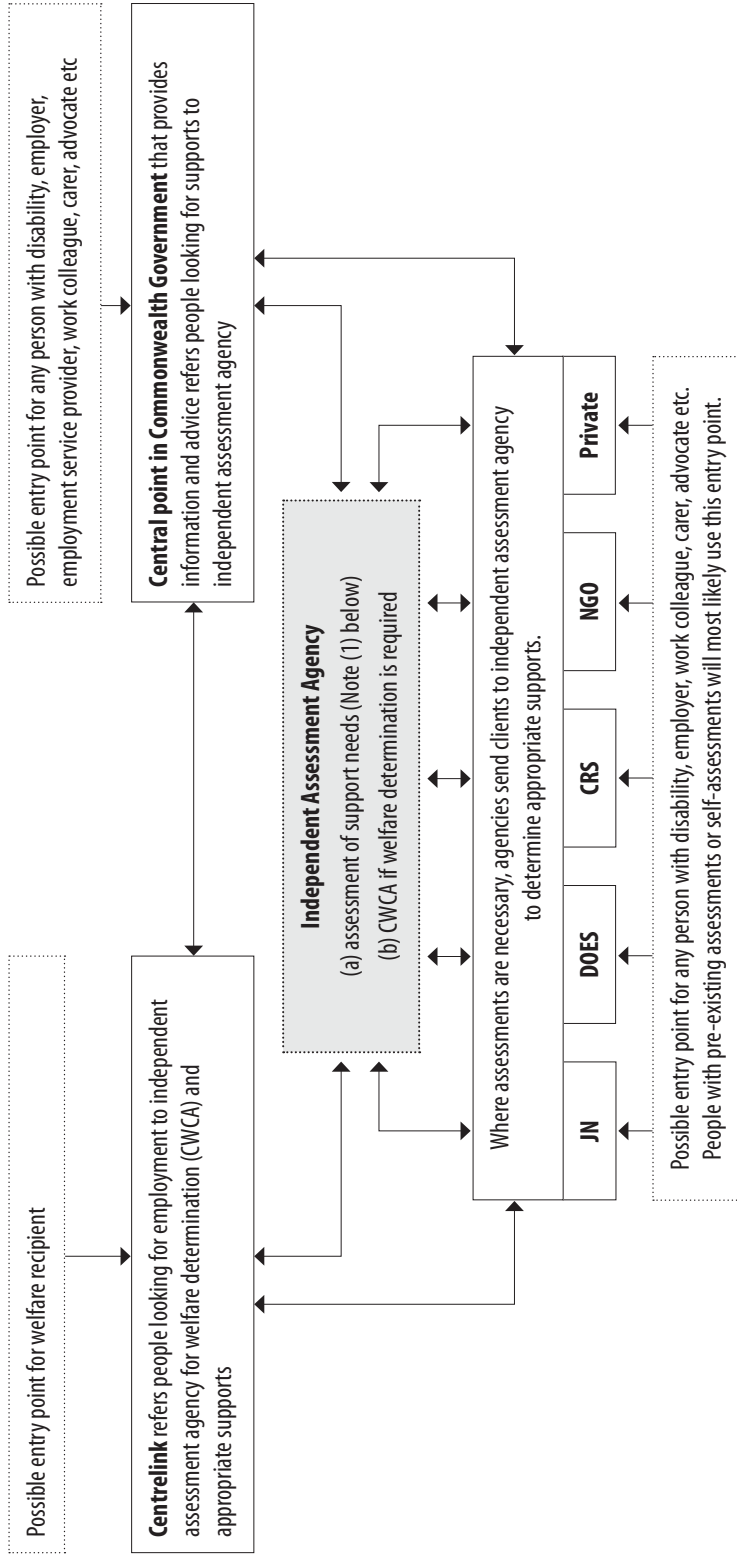 Possible entry point for welfare recipient
Possible entry point for any person with disability, employer,
employment service provider, work colleague, carer, advocate etc
Centrelink refers people looking for employment to independent
assessment agency for welfare determination (CWCA) and
appropriate supports
Central point in Commonwealth Government that provides
information and advice refers people looking for supports to
independent assessment agency
Independent Assessment Agency
(a) assessment of support needs (Note (1) below)
(b) CWCA if welfare determination is required
Where assessments are necessary, agencies send clients to independent assessment agency
to determine appropriate supports.
JN
DOES
CRS
NGO
Private
Possible entry point for any person with disability, employer, work colleague, carer, advocate etc.
People with pre-existing assessments or self-assessments will most likely use this entry point.